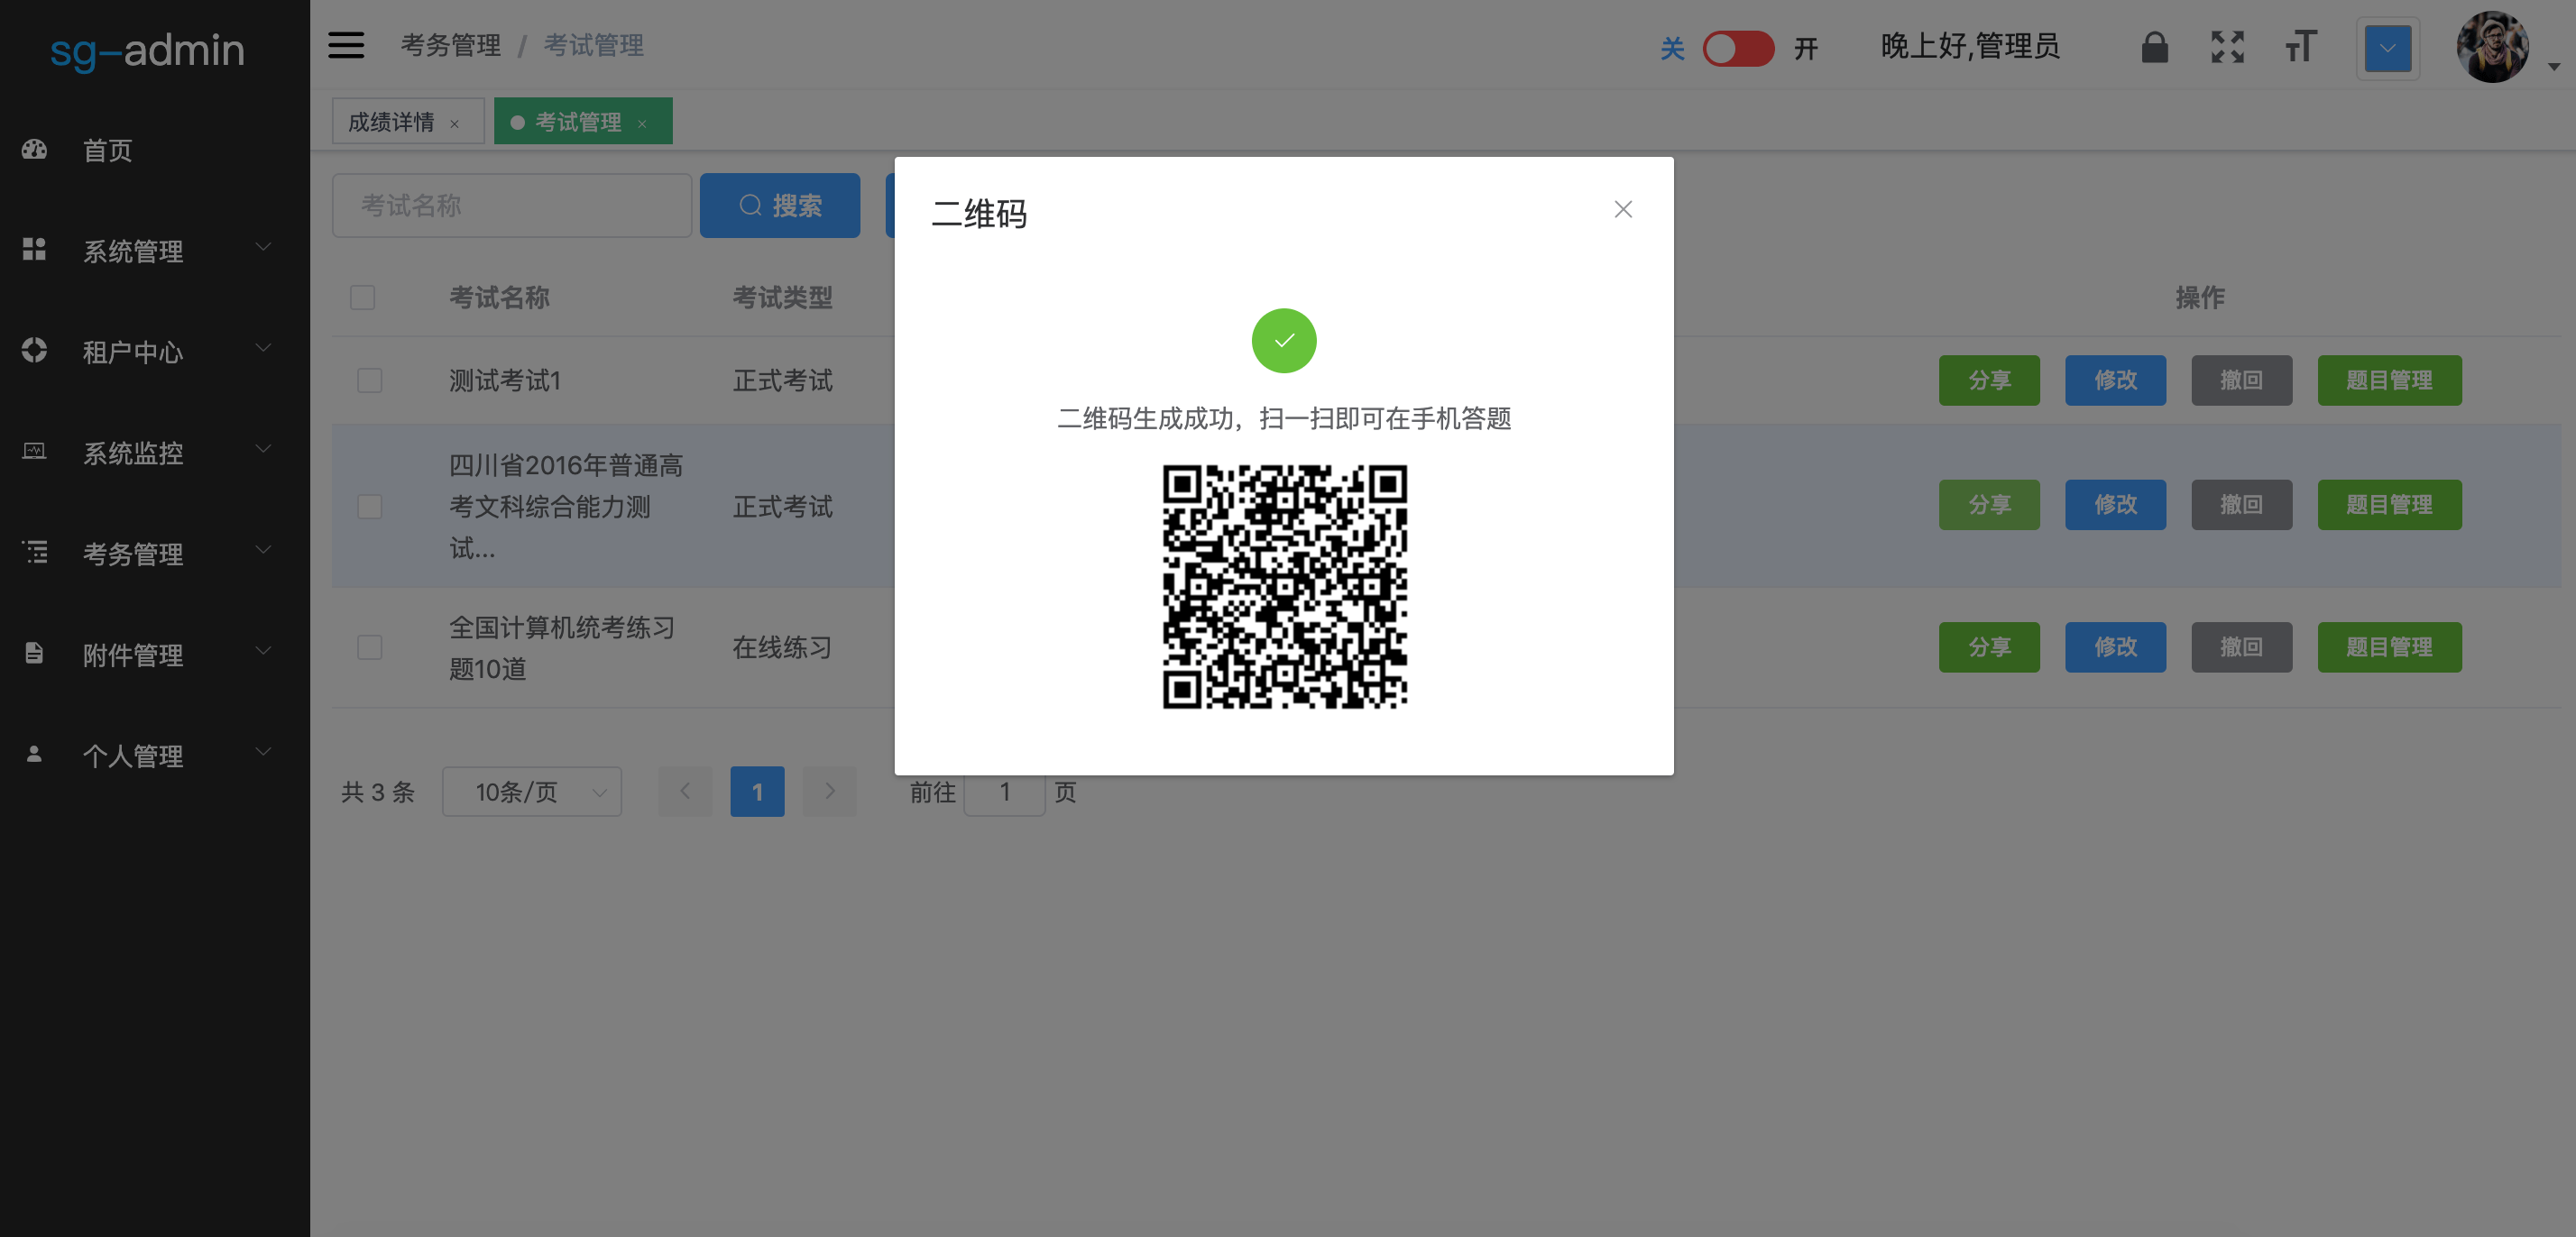 sg-admin
首页
系统管理
租户中心
系统监控
考务管理
附件管理
个人管理
考务管理 / 考试管理
关 开 晚上好,管理员
成绩详情 ×
考试管理 ×
考试名称 搜索
考试名称 考试类型 操作
测试考试1 正式考试 分享 修改 撤回 题目管理
四川省2016年普通高
考文科综合能力测
试...
正式考试 分享 修改 撤回 题目管理
全国计算机统考练习
题10道
在线练习 分享 修改 撤回 题目管理
共 3 条 10条/页 1 前往 1 页
二维码
二维码生成成功，扫一扫即可在手机答题